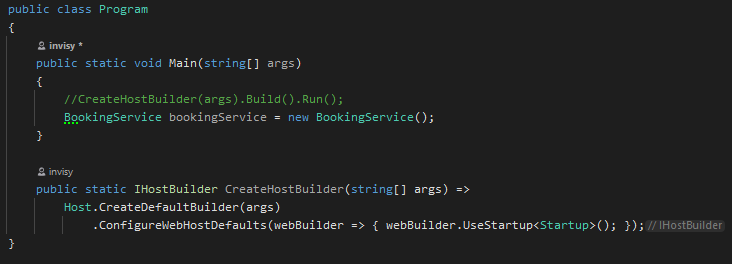 public class Program
{
invisy *
public static void Main(string[] args)
{
//CreateHostBuilder(args).Build().Run();
BookingService bookingService = new BookingService();
}
invisy
public static IHostBuilder CreateHostBuilder(string[] args) =>
Host.CreateDefaultBuilder(args)
.ConfigureWebHostDefaults(webBuilder => { webBuilder.UseStartup<Startup>(); }); // IHostBuilder
}